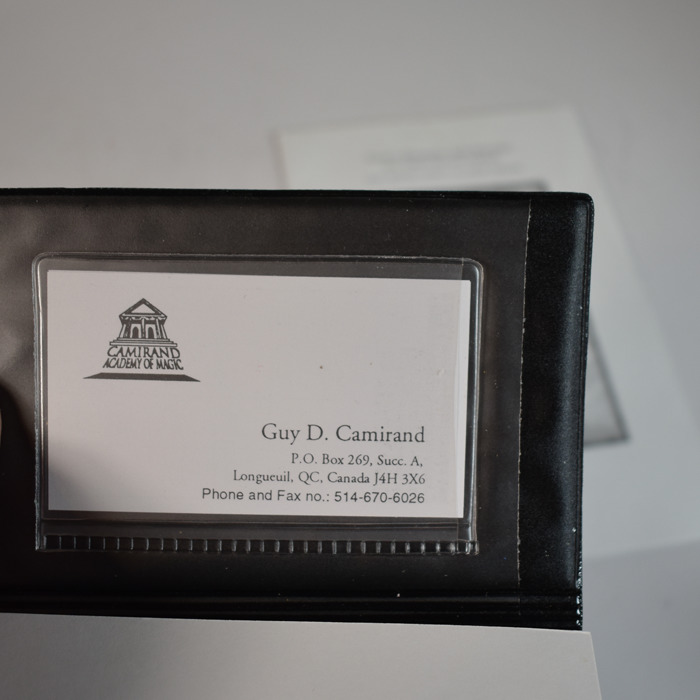 CAMIRAND
ACADEMY OF MAGIC
Guy D. Camirand
P.O. Box 269, Succ. A,
Longueuil, QC, Canada J4H 3X6
Phone and Fax no.: 514-670-6026